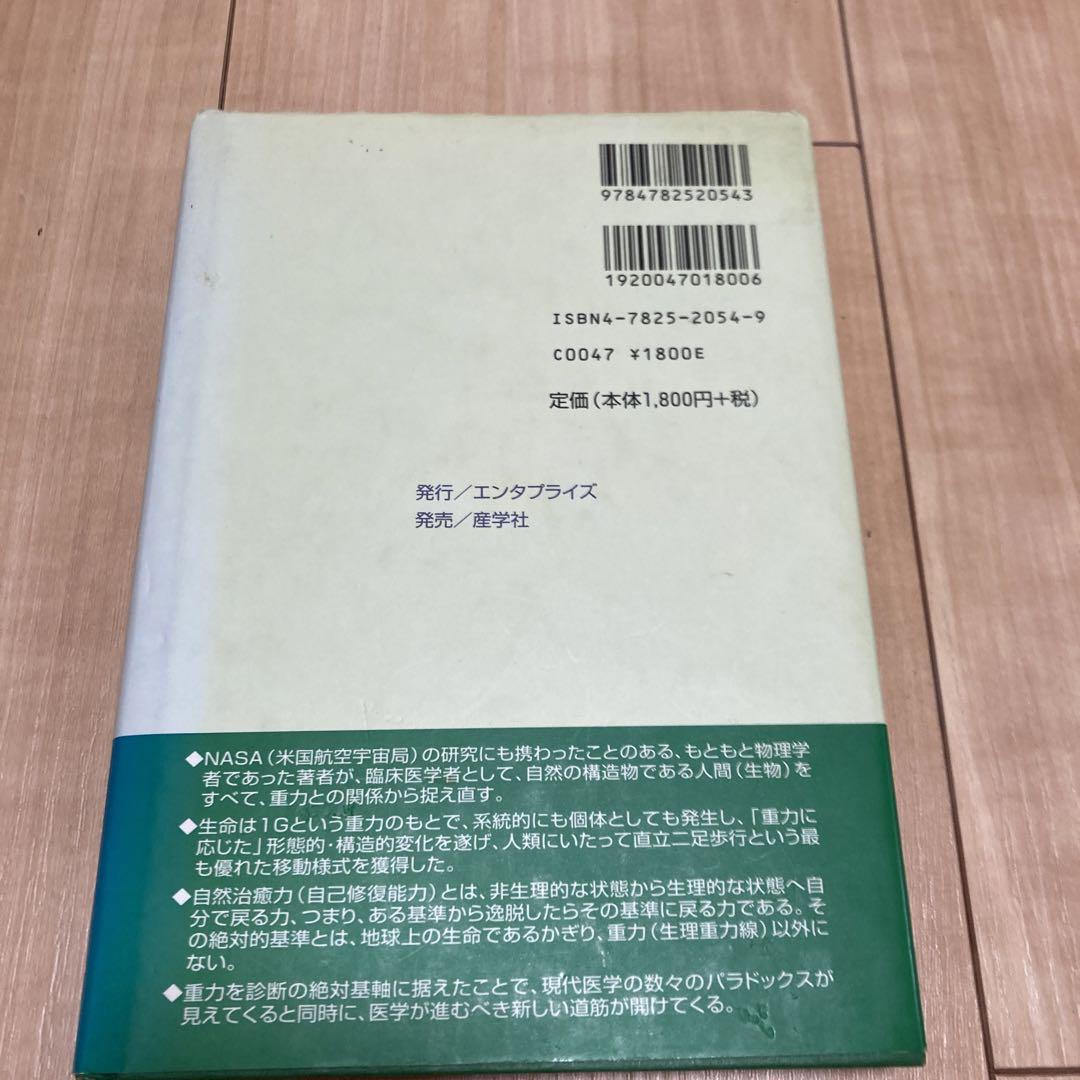 9784782520543
1920047018006
ISBN4-7825-2054-9
C0047 ¥1800E
定価(本体1,800円+税)
発行/エンタプライズ
発売/産学社
◆NASA(米国航空宇宙局)の研究にも携わったことのある、もともと物理学
者であった著者が、臨床医学者として、自然の構造物である人間(生物)を
すべて、重力との関係から捉え直す。
◆生命は1Gという重力のもとで、系統的にも個体としても発生し、「重力に
応じた」形態的・構造的変化を遂げ、人類にいたって直立二足歩行という最
も優れた移動様式を獲得した。
◆自然治癒力(自己修復能力)とは、非生理的な状態から生理的な状態へ自
分で戻る力、つまり、ある基準から逸脱したらその基準に戻る力である。そ
の絶対的基準とは、地球上の生命であるかぎり、重力(生理重力線)以外に
ない。
◆重力を診断の絶対基軸に据えたことで、現代医学の数々のパラドックスが
見えてくると同時に、医学が進むべき新しい道筋が開けてくる。